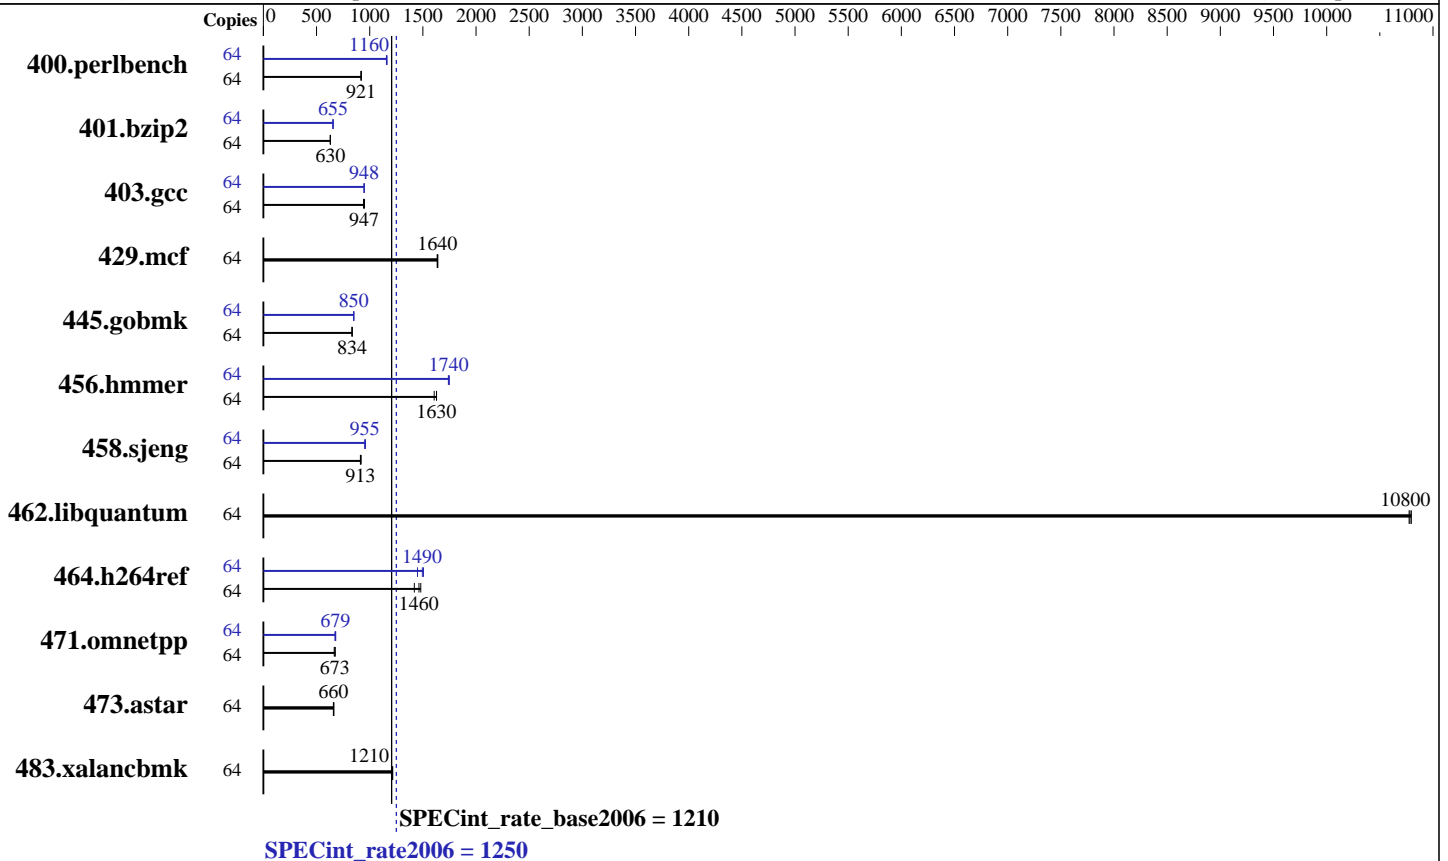 Copies 0 500 1000 1500 2000 2500 3000 3500 4000 4500 5000 5500 6000 6500 7000 7500 8000 8500 9000 9500 10000 11000
400.perlbench 64 1160
64 921
401.bzip2 64 655
64 630
403.gcc 64 948
64 947
429.mcf 64 1640
445.gobmk 64 850
64 834
456.hmmer 64 1740
64 1630
458.sjeng 64 955
64 913
462.libquantum 64 10800
464.h264ref 64 1490
64 1460
471.omnetpp 64 679
64 673
473.astar 64 660
483.xalancbmk 64 1210
SPECint_rate_base2006 = 1210
SPECint_rate2006 = 1250